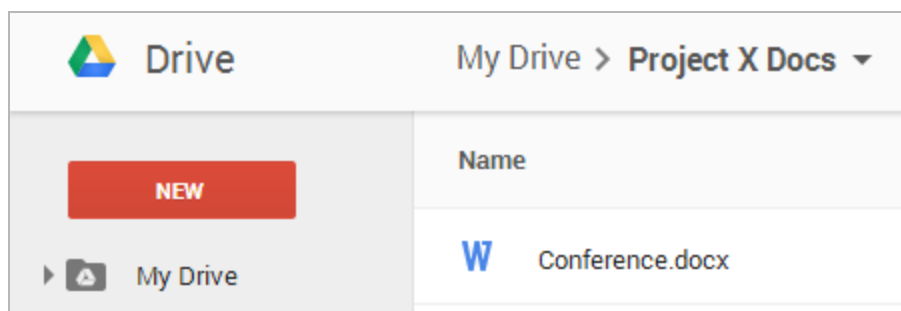 Drive
My Drive > Project X Docs
NEW
My Drive
Name
W Conference.docx